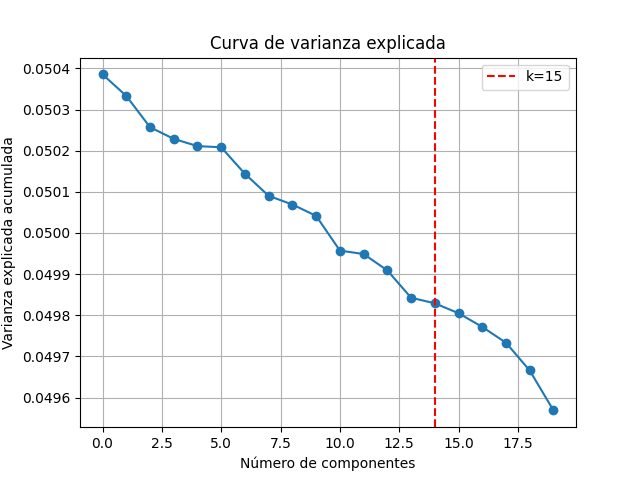 Curva de varianza explicada
k=15
Varianza explicada acumulada
0.0504
0.0503
0.0502
0.0501
0.0500
0.0499
0.0498
0.0497
0.0496
0.0 2.5 5.0 7.5 10.0 12.5 15.0 17.5
Número de componentes